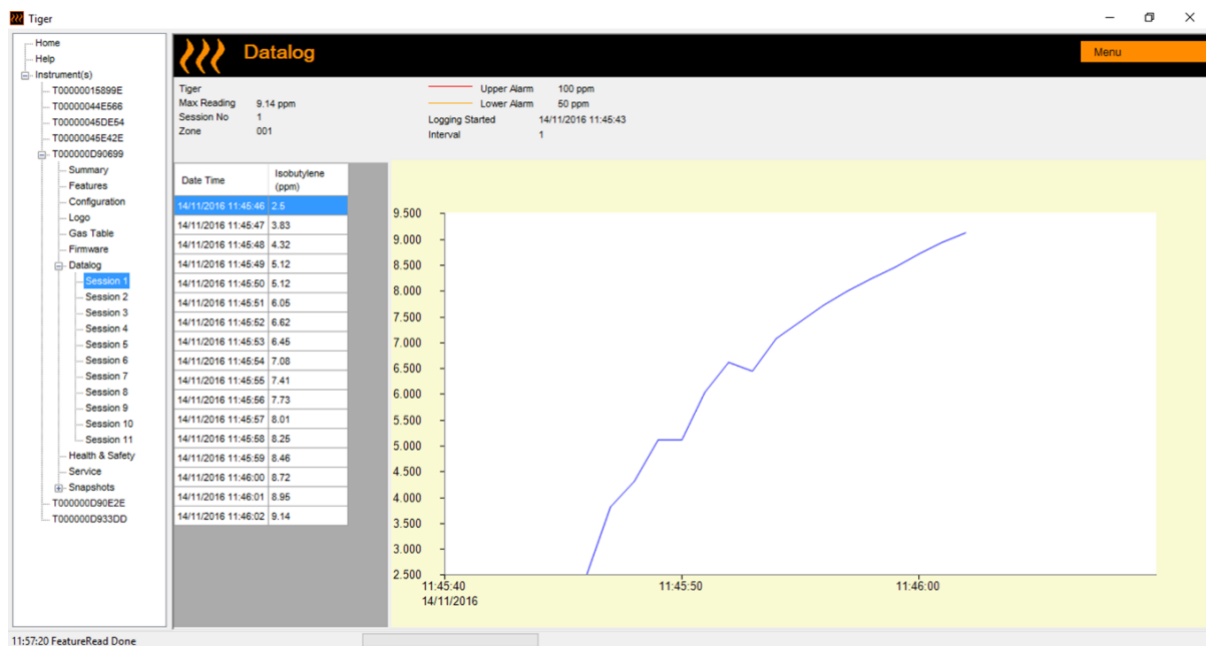 Tiger
Home
Help
Instrument(s)
T00000015899E
T00000044E566
T00000045DE54
T00000045E42E
T000000D90699
Summary
Features
Configuration
Logo
Gas Table
Firmware
Datalog
Session 1
Session 2
Session 3
Session 4
Session 5
Session 6
Session 7
Session 8
Session 9
Session 10
Session 11
Health & Safety
Service
Snapshots
T000000D90E2E
T000000D933DD
Datalog
Menu
Tiger
Max Reading 9.14 ppm
Session No 1
Zone 001
Upper Alarm 100 ppm
Lower Alarm 50 ppm
Logging Started 14/11/2016 11:45:43
Interval 1
Date Time Isobutylene (ppm)
14/11/2016 11:45:46 2.5
14/11/2016 11:45:47 3.83
14/11/2016 11:45:48 4.32
14/11/2016 11:45:49 5.12
14/11/2016 11:45:50 5.12
14/11/2016 11:45:51 6.05
14/11/2016 11:45:52 6.62
14/11/2016 11:45:53 6.45
14/11/2016 11:45:54 7.08
14/11/2016 11:45:55 7.41
14/11/2016 11:45:56 7.73
14/11/2016 11:45:57 8.01
14/11/2016 11:45:58 8.25
14/11/2016 11:45:59 8.46
14/11/2016 11:46:00 8.72
14/11/2016 11:46:01 8.95
14/11/2016 11:46:02 9.14
9.500
9.000
8.500
8.000
7.500
7.000
6.500
6.000
5.500
5.000
4.500
4.000
3.500
3.000
2.500
11:45:40 11:45:50 11:46:00
14/11/2016
11:57:20 FeatureRead Done